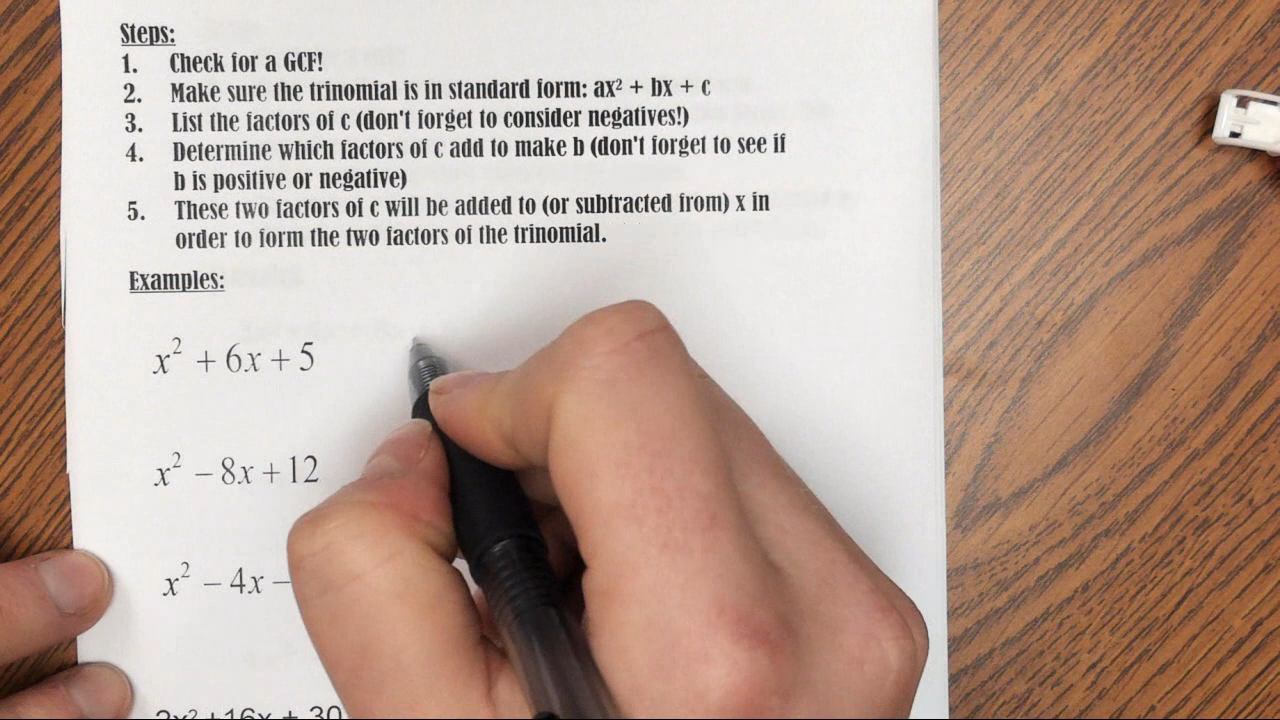 Steps:
1. Check for a GCF!
2. Make sure the trinomial is in standard form: ax² + bx + c
3. List the factors of c (don't forget to consider negatives!)
4. Determine which factors of c add to make b (don't forget to see if
b is positive or negative)
5. These two factors of c will be added to (or subtracted from) x in
order to form the two factors of the trinomial.
Examples:
x² + 6x + 5
x² − 8x + 12
x² − 4x −
+16x + 30